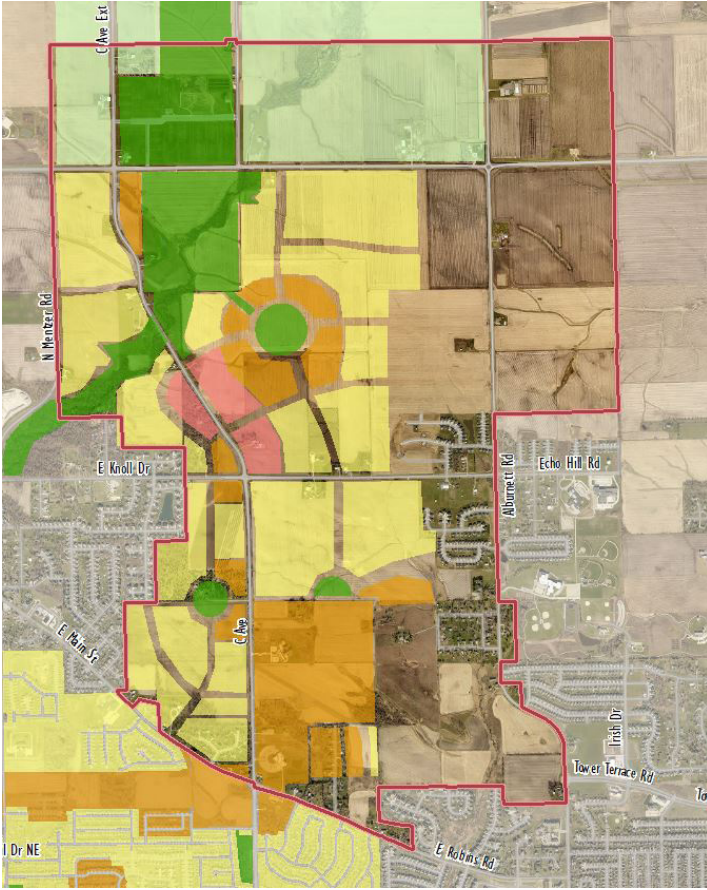 C Ave Ext
N Mentzer Rd
E Knoll Dr
Echo Hill Rd
Alburnett Rd
E Main St
C Ave
Irish Dr
Tower Terrace Rd
To
E Robins Rd
l Dr NE